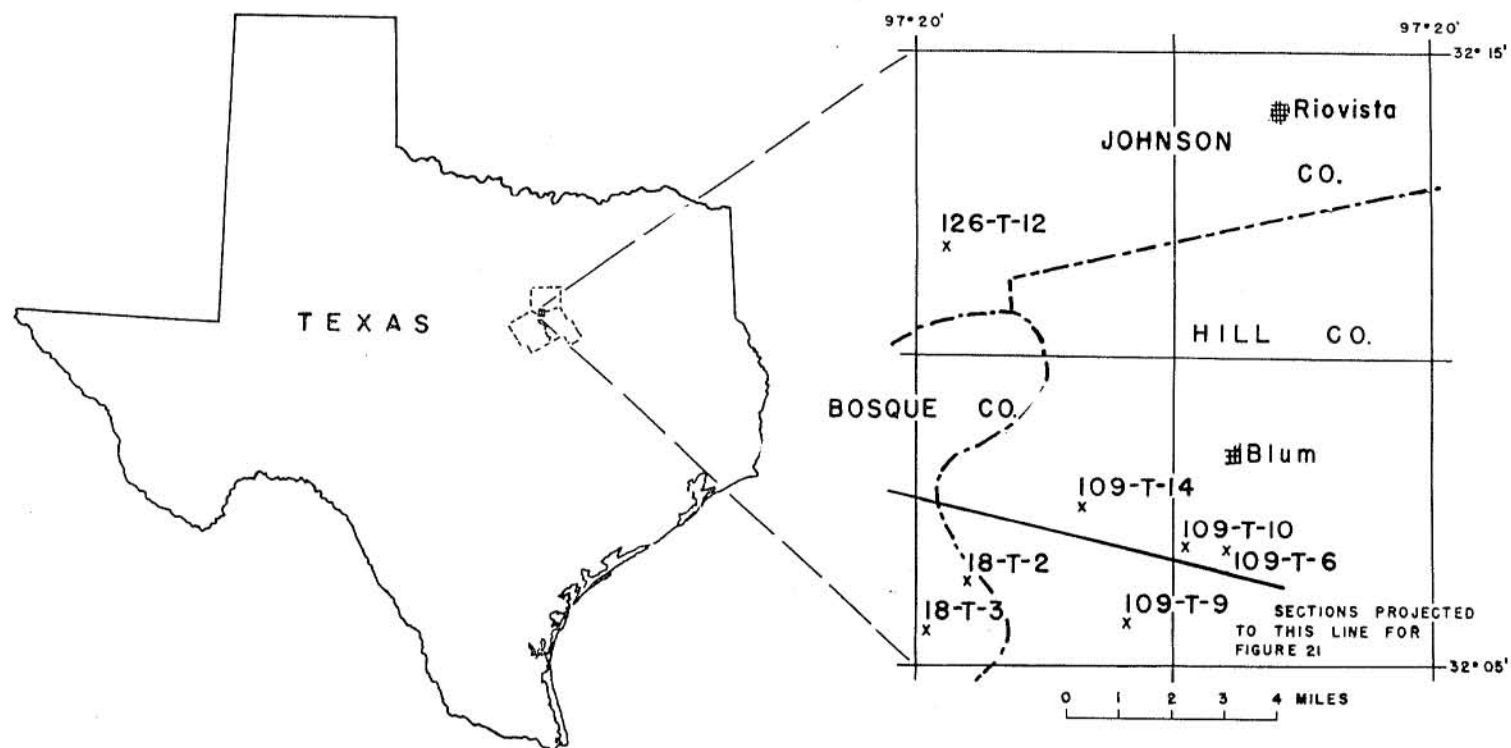 97° 20'
97° 20'
32° 15'
Riovista
JOHNSON
CO.
126-T-12
x
TEXAS
HILL CO.
BOSQUE CO.
Blum
109-T-14
x
109-T-10
x
x
109-T-6
18-T-2
x
18-T-3
x
109-T-9
x
SECTIONS PROJECTED
TO THIS LINE FOR
FIGURE 21
32° 05'
0 1 2 3 4 MILES